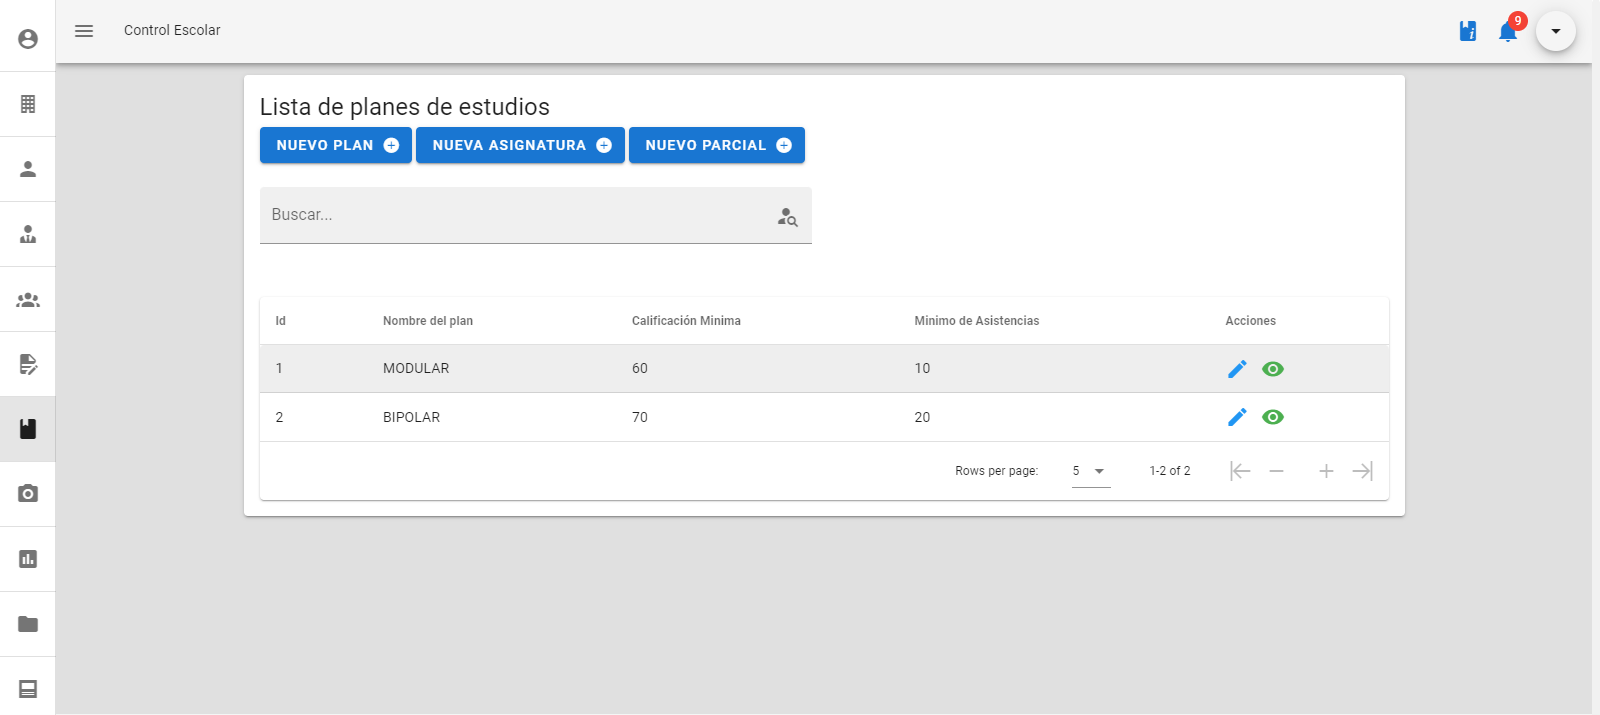 Control Escolar
9
Lista de planes de estudios
NUEVO PLAN
NUEVA ASIGNATURA
NUEVO PARCIAL
Buscar...
Id Nombre del plan Calificación Minima Minimo de Asistencias Acciones
1 MODULAR 60 10
2 BIPOLAR 70 20
Rows per page: 5 1-2 of 2